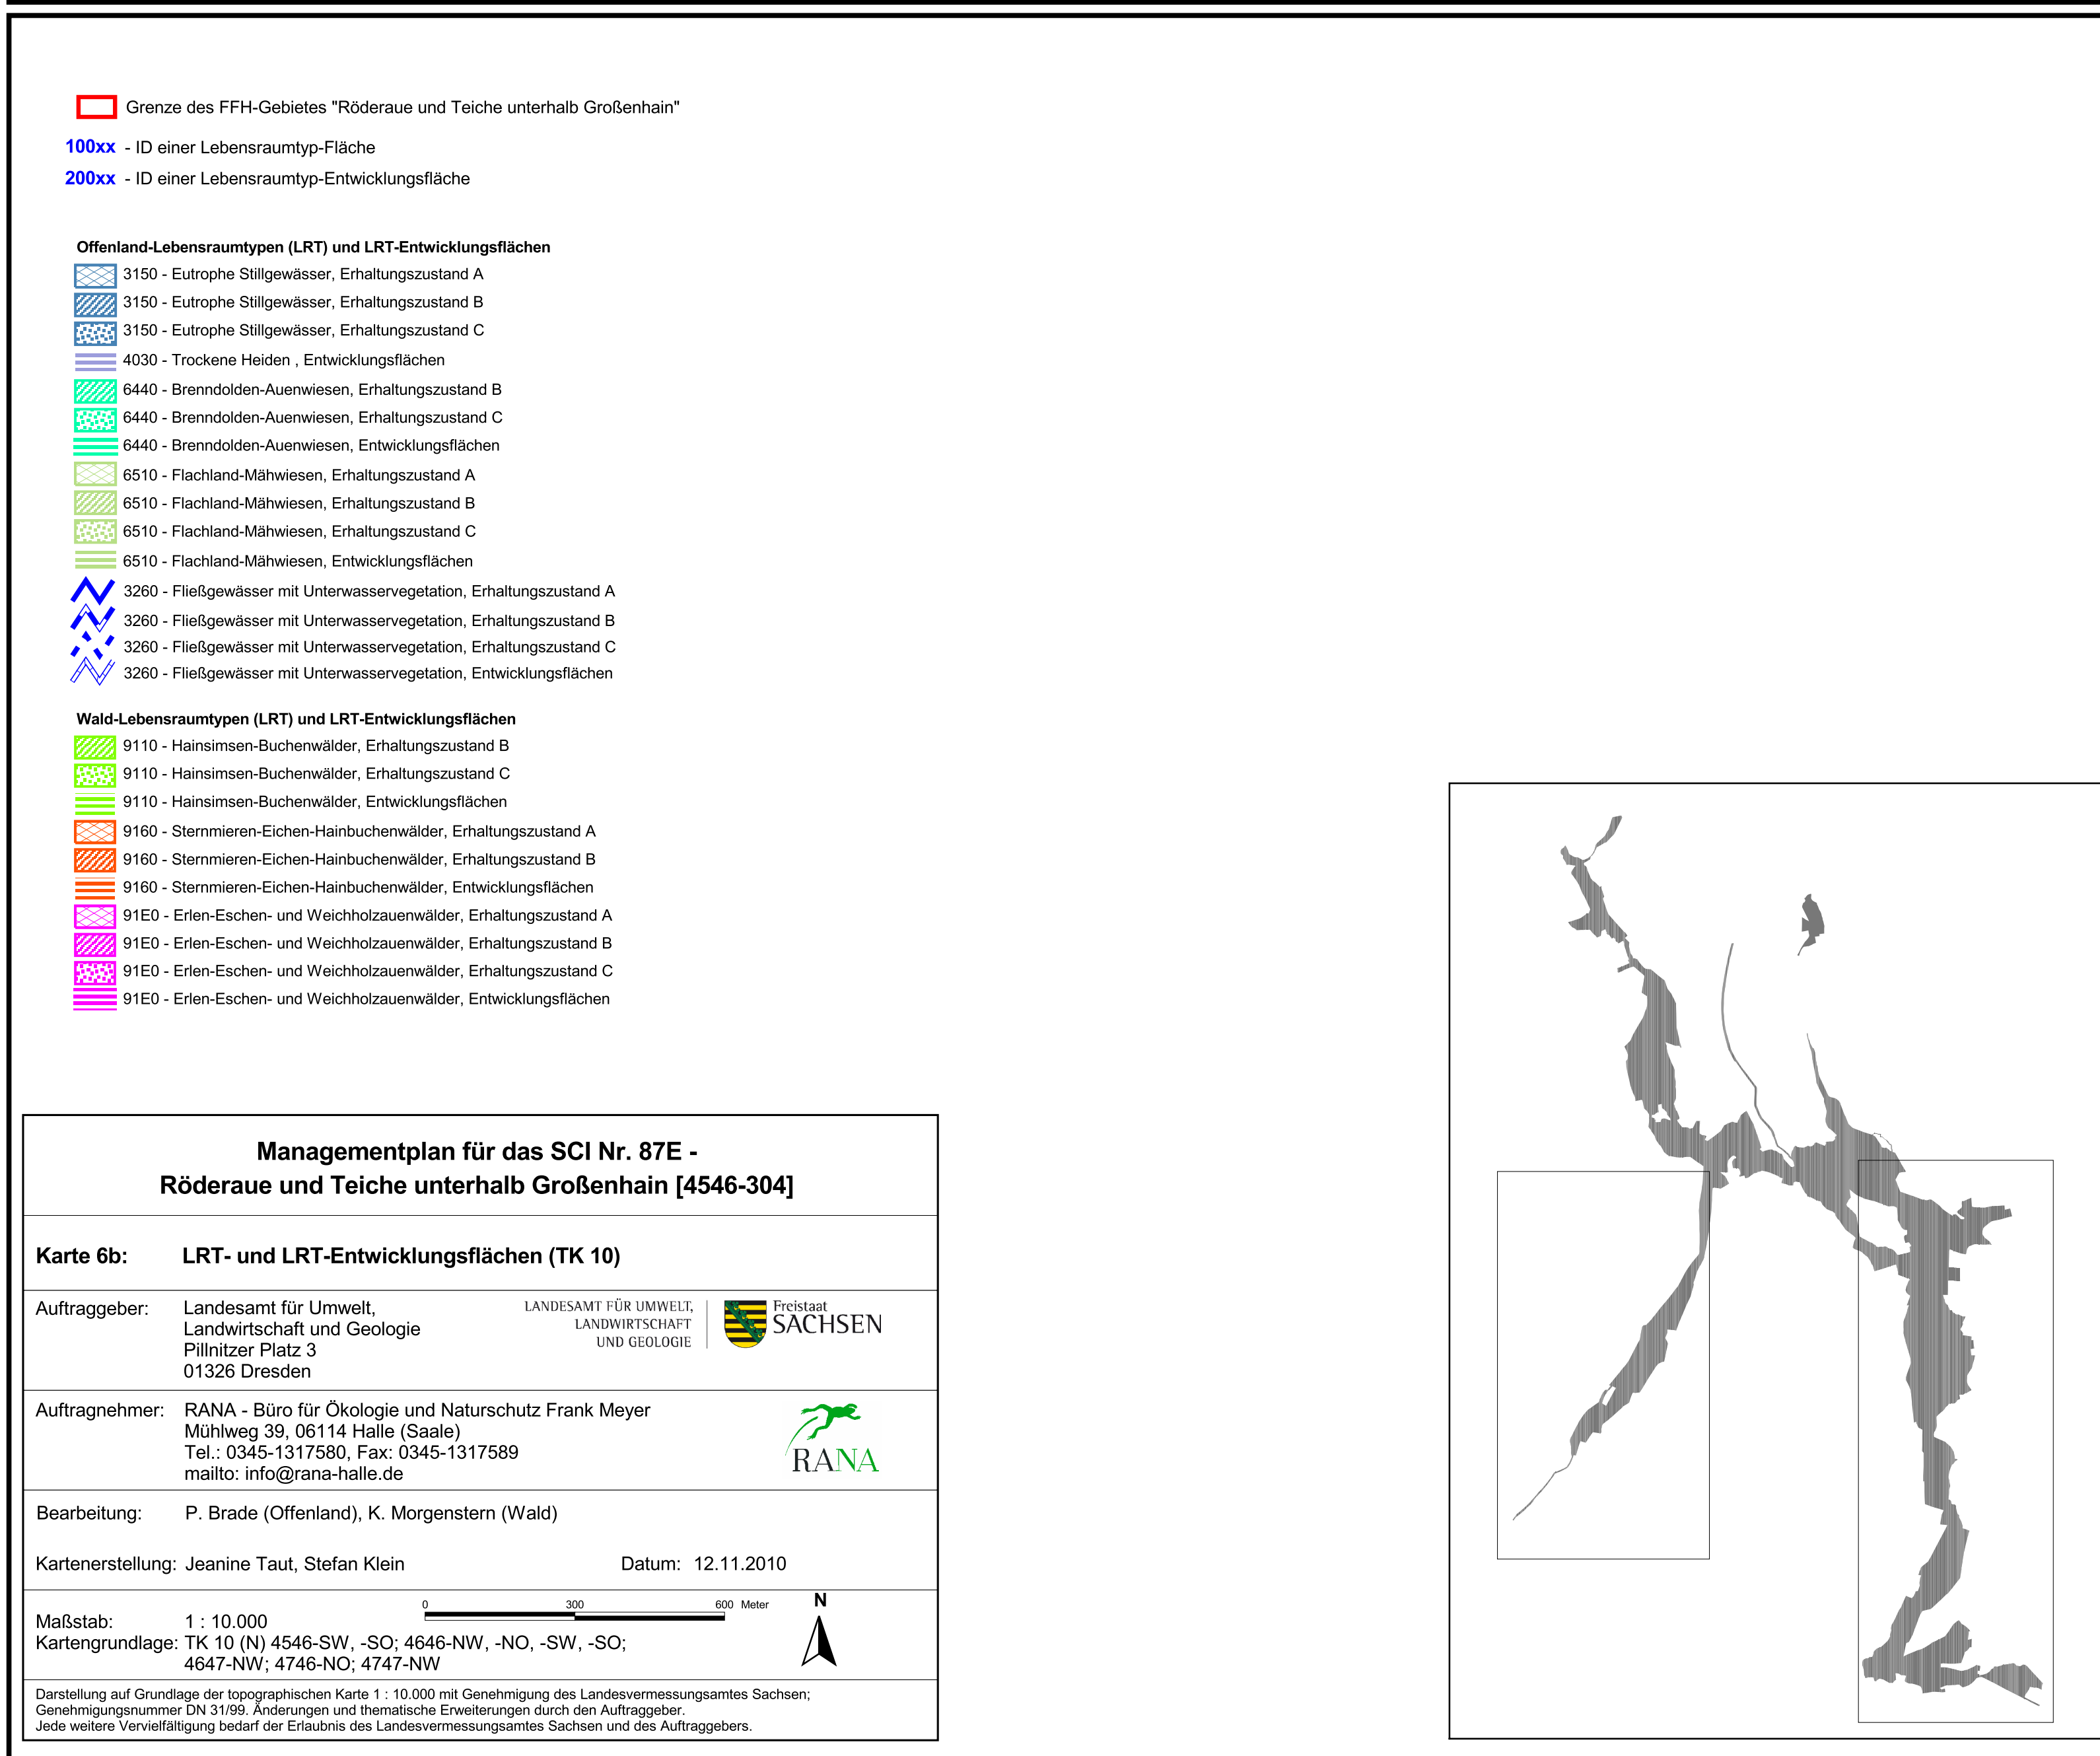 Grenze des FFH-Gebietes "Röderaue und Teiche unterhalb Großenhain"
100xx - ID einer Lebensraumtyp-Fläche
200xx - ID einer Lebensraumtyp-Entwicklungsfläche
Offenland-Lebensraumtypen (LRT) und LRT-Entwicklungsflächen
3150 - Eutrophe Stillgewässer, Erhaltungszustand A
3150 - Eutrophe Stillgewässer, Erhaltungszustand B
3150 - Eutrophe Stillgewässer, Erhaltungszustand C
4030 - Trockene Heiden , Entwicklungsflächen
6440 - Brenndolden-Auenwiesen, Erhaltungszustand B
6440 - Brenndolden-Auenwiesen, Erhaltungszustand C
6440 - Brenndolden-Auenwiesen, Entwicklungsflächen
6510 - Flachland-Mähwiesen, Erhaltungszustand A
6510 - Flachland-Mähwiesen, Erhaltungszustand B
6510 - Flachland-Mähwiesen, Erhaltungszustand C
6510 - Flachland-Mähwiesen, Entwicklungsflächen
3260 - Fließgewässer mit Unterwasservegetation, Erhaltungszustand A
3260 - Fließgewässer mit Unterwasservegetation, Erhaltungszustand B
3260 - Fließgewässer mit Unterwasservegetation, Erhaltungszustand C
3260 - Fließgewässer mit Unterwasservegetation, Entwicklungsflächen
Wald-Lebensraumtypen (LRT) und LRT-Entwicklungsflächen
9110 - Hainsimsen-Buchenwälder, Erhaltungszustand B
9110 - Hainsimsen-Buchenwälder, Erhaltungszustand C
9110 - Hainsimsen-Buchenwälder, Entwicklungsflächen
9160 - Sternmieren-Eichen-Hainbuchenwälder, Erhaltungszustand A
9160 - Sternmieren-Eichen-Hainbuchenwälder, Erhaltungszustand B
9160 - Sternmieren-Eichen-Hainbuchenwälder, Entwicklungsflächen
91E0 - Erlen-Eschen- und Weichholzauenwälder, Erhaltungszustand A
91E0 - Erlen-Eschen- und Weichholzauenwälder, Erhaltungszustand B
91E0 - Erlen-Eschen- und Weichholzauenwälder, Erhaltungszustand C
91E0 - Erlen-Eschen- und Weichholzauenwälder, Entwicklungsflächen
Managementplan für das SCI Nr. 87E -
Röderaue und Teiche unterhalb Großenhain [4546-304]
Karte 6b: LRT- und LRT-Entwicklungsflächen (TK 10)
Auftraggeber: Landesamt für Umwelt,
Landwirtschaft und Geologie
Pillnitzer Platz 3
01326 Dresden
LANDESAMT FÜR UMWELT,
LANDWIRTSCHAFT
UND GEOLOGIE
Freistaat
SACHSEN
Auftragnehmer: RANA - Büro für Ökologie und Naturschutz Frank Meyer
Mühlweg 39, 06114 Halle (Saale)
Tel.: 0345-1317580, Fax: 0345-1317589
mailto: info@rana-halle.de
RANA
Bearbeitung: P. Brade (Offenland), K. Morgenstern (Wald)
Kartenerstellung: Jeanine Taut, Stefan Klein Datum: 12.11.2010
0 300 600 Meter
N
Maßstab: 1 : 10.000
Kartengrundlage: TK 10 (N) 4546-SW, -SO; 4646-NW, -NO, -SW, -SO;
4647-NW; 4746-NO; 4747-NW
Darstellung auf Grundlage der topographischen Karte 1 : 10.000 mit Genehmigung des Landesvermessungsamtes Sachsen;
Genehmigungsnummer DN 31/99. Änderungen und thematische Erweiterungen durch den Auftraggeber.
Jede weitere Vervielfältigung bedarf der Erlaubnis des Landesvermessungsamtes Sachsen und des Auftraggebers.